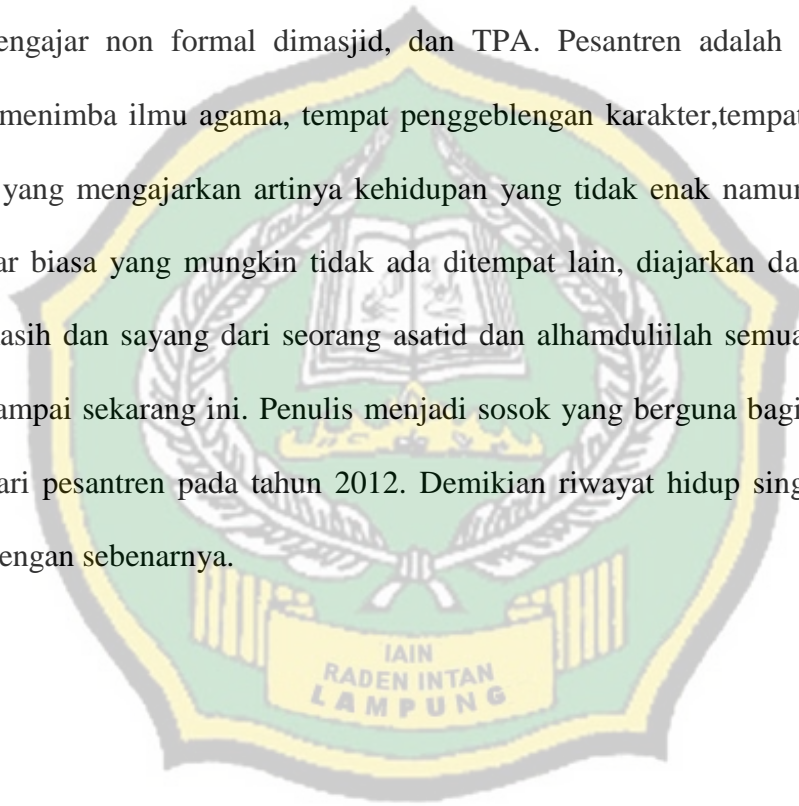 engajar non formal dimasjid, dan TPA. Pesantren adalah
menimba ilmu agama, tempat penggeblengan karakter,tempat
yang mengajarkan artinya kehidupan yang tidak enak namun
ar biasa yang mungkin tidak ada ditempat lain, diajarkan da
asih dan sayang dari seorang asatid dan alhamduliilah semua
ampai sekarang ini. Penulis menjadi sosok yang berguna bagi
ari pesantren pada tahun 2012. Demikian riwayat hidup sing
engan sebenarnya.
IAIN
RADEN INTAN
LAMPUNG